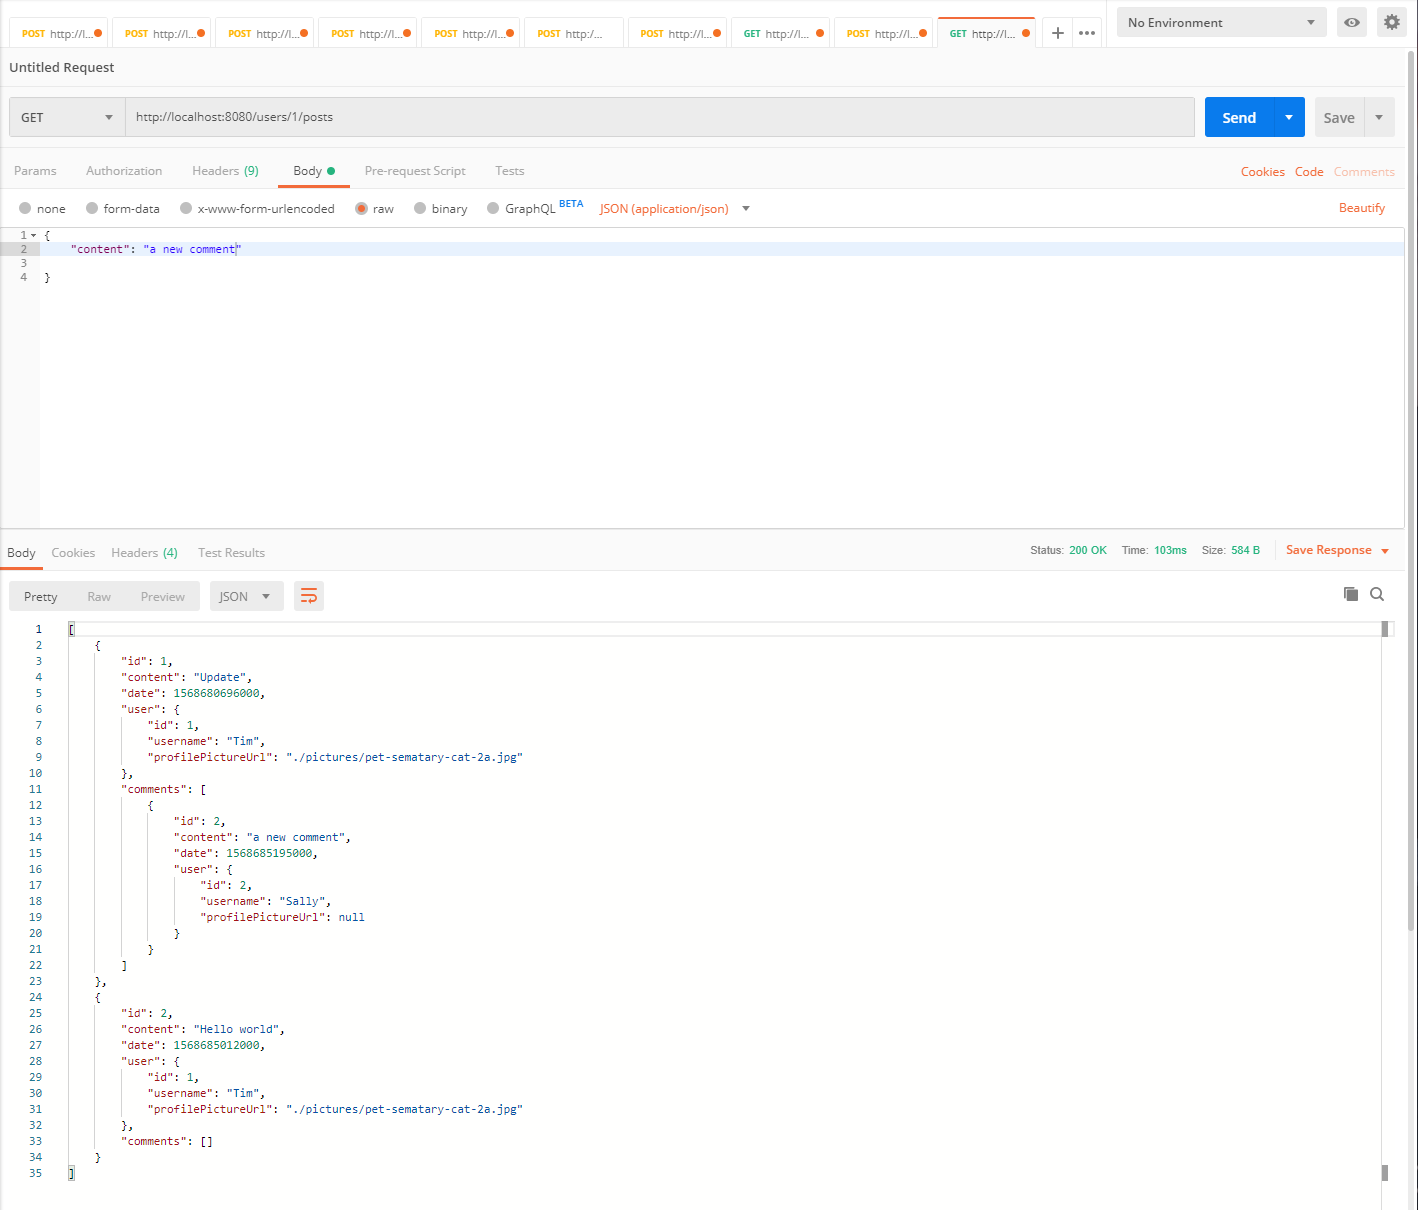 POST http://l... POST http://l... POST http://l... POST http://l... POST http://l... POST http:/... POST http://l... GET http://l... POST http://l... GET http://l... + ••• No Environment
Untitled Request
GET http://localhost:8080/users/1/posts Send Save
Params Authorization Headers (9) Body Pre-request Script Tests Cookies Code Comments
none form-data x-www-form-urlencoded raw binary GraphQL BETA JSON (application/json) Beautify
1 {
2 "content": "a new comment"
3
4 }
Body Cookies Headers (4) Test Results Status: 200 OK Time: 103ms Size: 584 B Save Response
Pretty Raw Preview JSON
1 [
2 {
3 "id": 1,
4 "content": "Update",
5 "date": 1568680696000,
6 "user": {
7 "id": 1,
8 "username": "Tim",
9 "profilePictureUrl": "./pictures/pet-sematary-cat-2a.jpg"
10 },
11 "comments": [
12 {
13 "id": 2,
14 "content": "a new comment",
15 "date": 1568685195000,
16 "user": {
17 "id": 2,
18 "username": "Sally",
19 "profilePictureUrl": null
20 }
21 }
22 ]
23 },
24 {
25 "id": 2,
26 "content": "Hello world",
27 "date": 1568685012000,
28 "user": {
29 "id": 1,
30 "username": "Tim",
31 "profilePictureUrl": "./pictures/pet-sematary-cat-2a.jpg"
32 },
33 "comments": []
34 }
35 ]